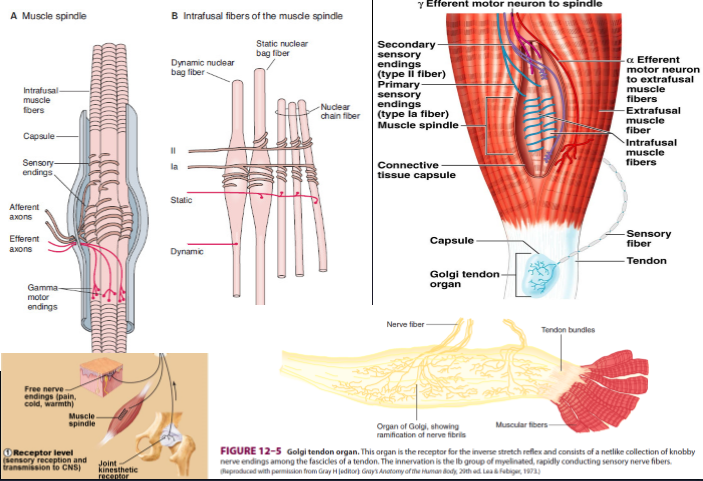 A Muscle spindle
Intrafusal
muscle
fibers
Capsule
Sensory
endings
Afferent
axons
Efferent
axons
Gamma
motor
endings
B Intrafusal fibers of the muscle spindle
Static nuclear
bag fiber
Dynamic nuclear
bag fiber
Nuclear
chain fiber
II
Ia
Static
Dynamic
γ Efferent motor neuron to spindle
Secondary
sensory
endings
(type II fiber)
Primary
sensory
endings
(type Ia fiber)
Muscle spindle
Connective
tissue capsule
α Efferent
motor neuron
to extrafusal
muscle
fibers
Extrafusal
muscle
fiber
Intrafusal
muscle
fibers
Capsule
Golgi tendon
organ
Sensory
fiber
Tendon
Free nerve
endings (pain,
cold, warmth)
Muscle
spindle
1 Receptor level
(sensory reception and
transmission to CNS)
Joint
kinesthetic
receptor
Nerve fiber
Tendon bundles
Organ of Golgi, showing
ramification of nerve fibrils
Muscular fibers
FIGURE 12–5 Golgi tendon organ. This organ is the receptor for the inverse stretch reflex and consists of a netlike collection of knobby
nerve endings among the fascicles of a tendon. The innervation is the Ib group of myelinated, rapidly conducting sensory nerve fibers.
(Reproduced with permission from Gray H [editor]: Gray's Anatomy of the Human Body, 29th ed. Lea & Febiger, 1973.)